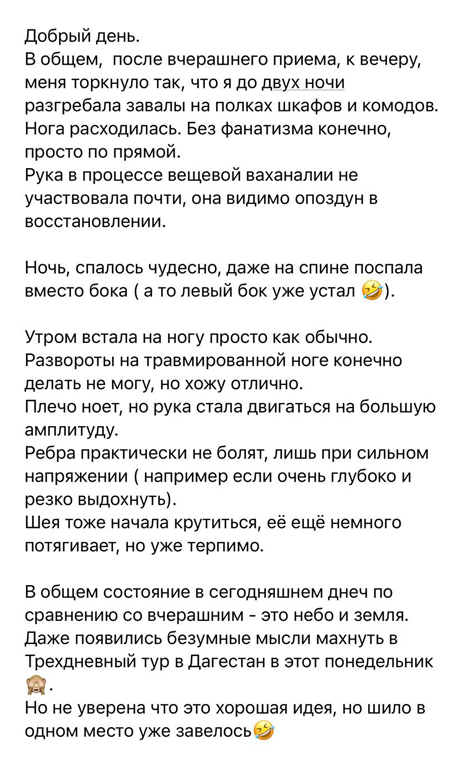 Добрый день.
В общем,  после вчерашнего приема, к вечеру,
меня торкнуло так, что я до двух ночи
разгребала завалы на полках шкафов и комодов.
Нога расходилась. Без фанатизма конечно,
просто по прямой.
Рука в процессе вещевой ваханалии не
участвовала почти, она видимо опоздун в
восстановлении.

Ночь, спалось чудесно, даже на спине поспала
вместо бока ( а то левый бок уже устал 🤣).

Утром встала на ногу просто как обычно.
Развороты на травмированной ноге конечно
делать не могу, но хожу отлично.
Плечо ноет, но рука стала двигаться на большую
амплитуду.
Ребра практически не болят, лишь при сильном
напряжении ( например если очень глубоко и
резко выдохнуть).
Шея тоже начала крутиться, её ещё немного
потягивает, но уже терпимо.

В общем состояние в сегодняшнем днеч по
сравнению со вчерашним - это небо и земля.
Даже появились безумные мысли махнуть в
Трехдневный тур в Дагестан в этот понедельник
🙈.
Но не уверена что это хорошая идея, но шило в
одном место уже завелось🤣